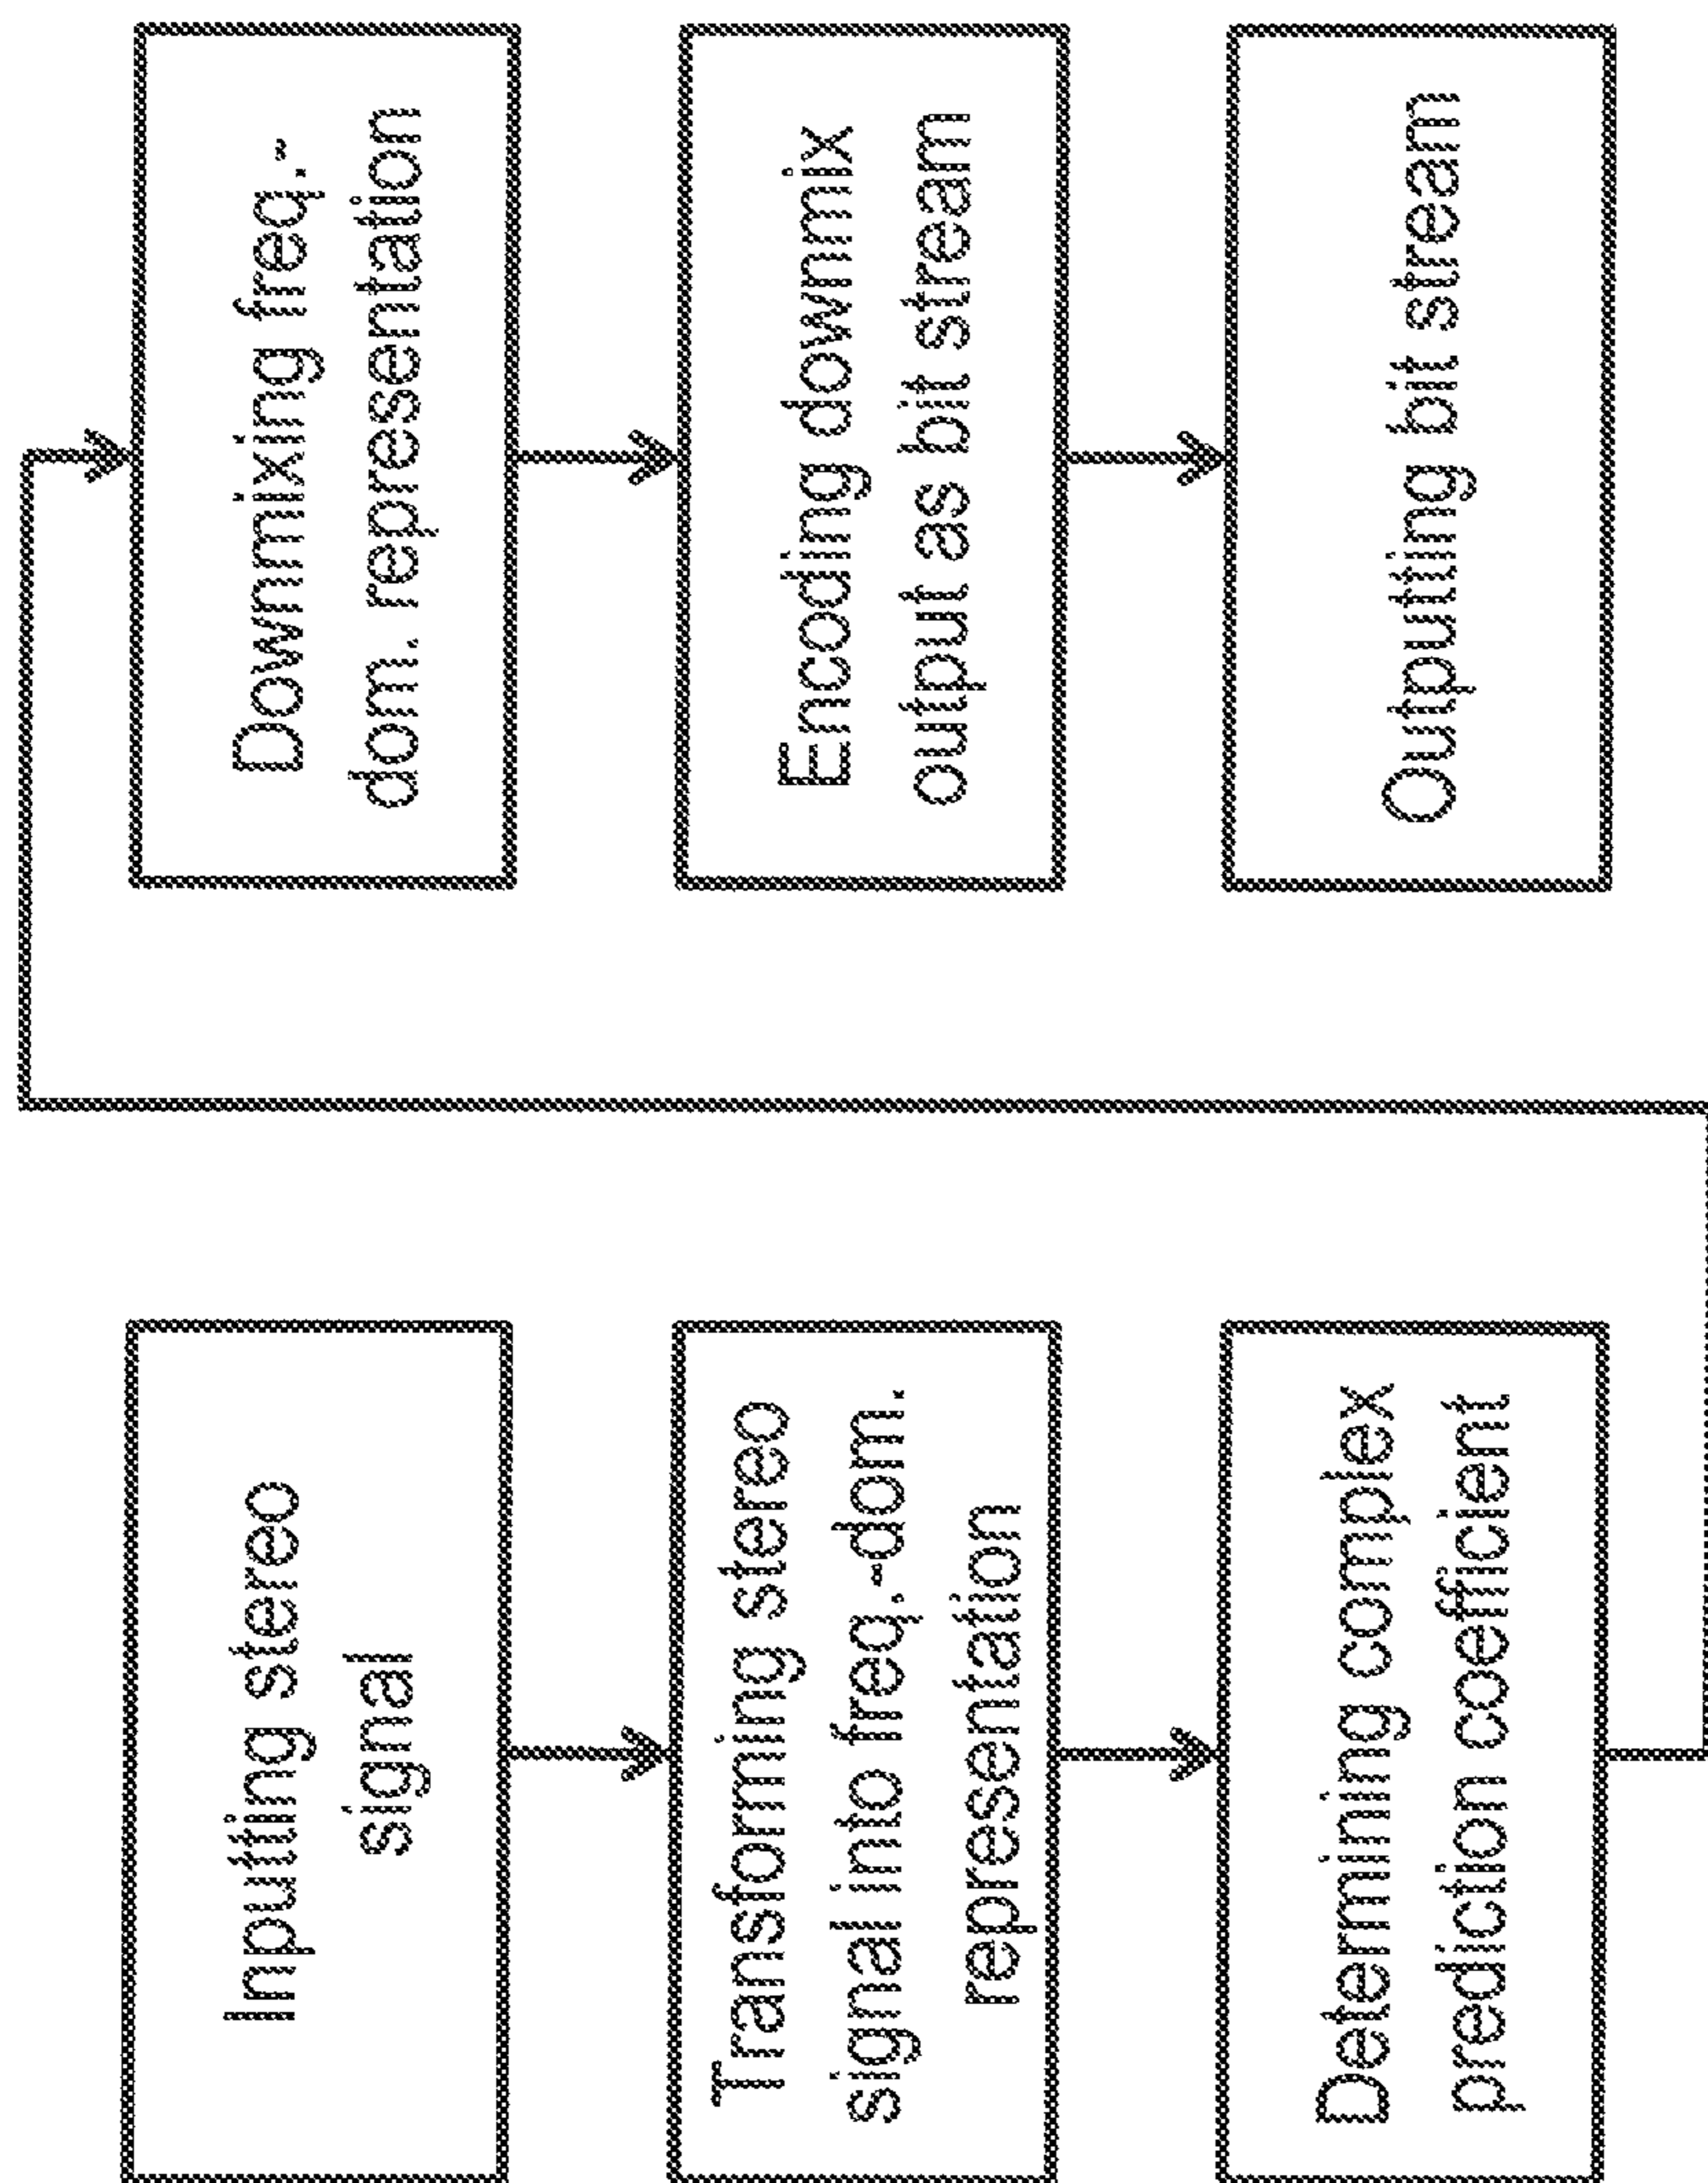 Inputting stereo
signal
Transforming stereo
signal into freq.-dom.
representation
Determining complex
prediction coefficient
Downmixing freq.-
dom. representation
Encoding downmix
output as bit stream
Outputting bit stream